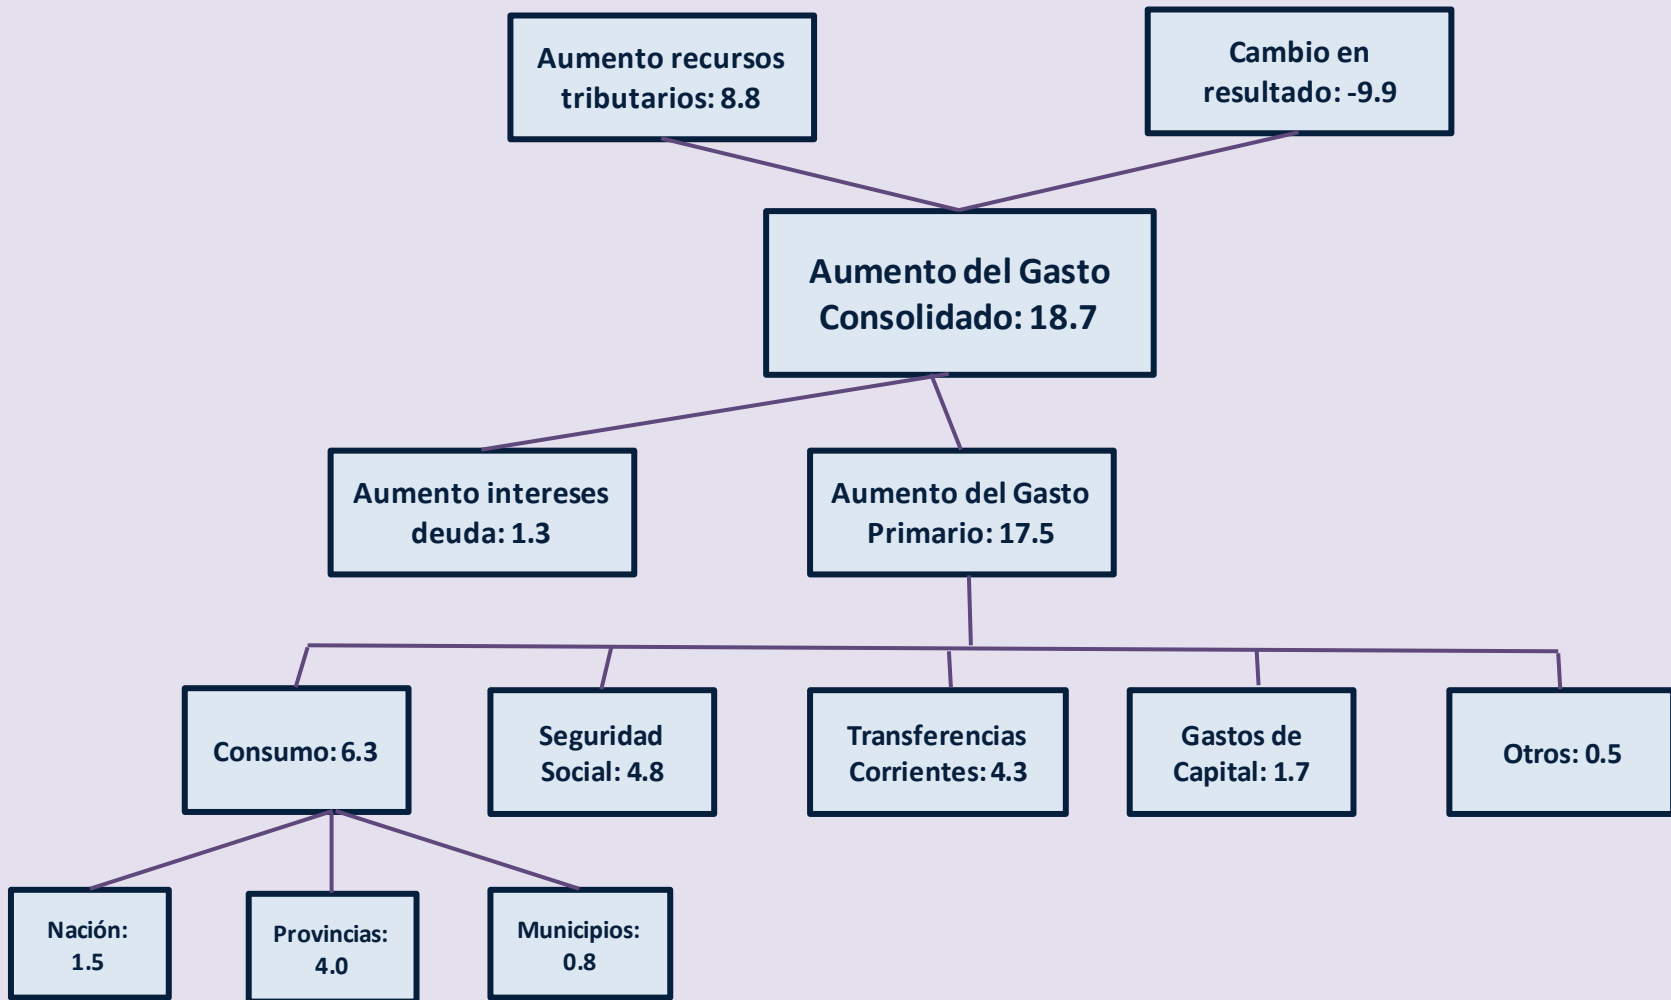 Aumento recursos
tributarios: 8.8
Cambio en
resultado: -9.9
Aumento del Gasto
Consolidado: 18.7
Aumento intereses
deuda: 1.3
Aumento del Gasto
Primario: 17.5
Consumo: 6.3
Seguridad
Social: 4.8
Transferencias
Corrientes: 4.3
Gastos de
Capital: 1.7
Otros: 0.5
Nación:
1.5
Provincias:
4.0
Municipios:
0.8